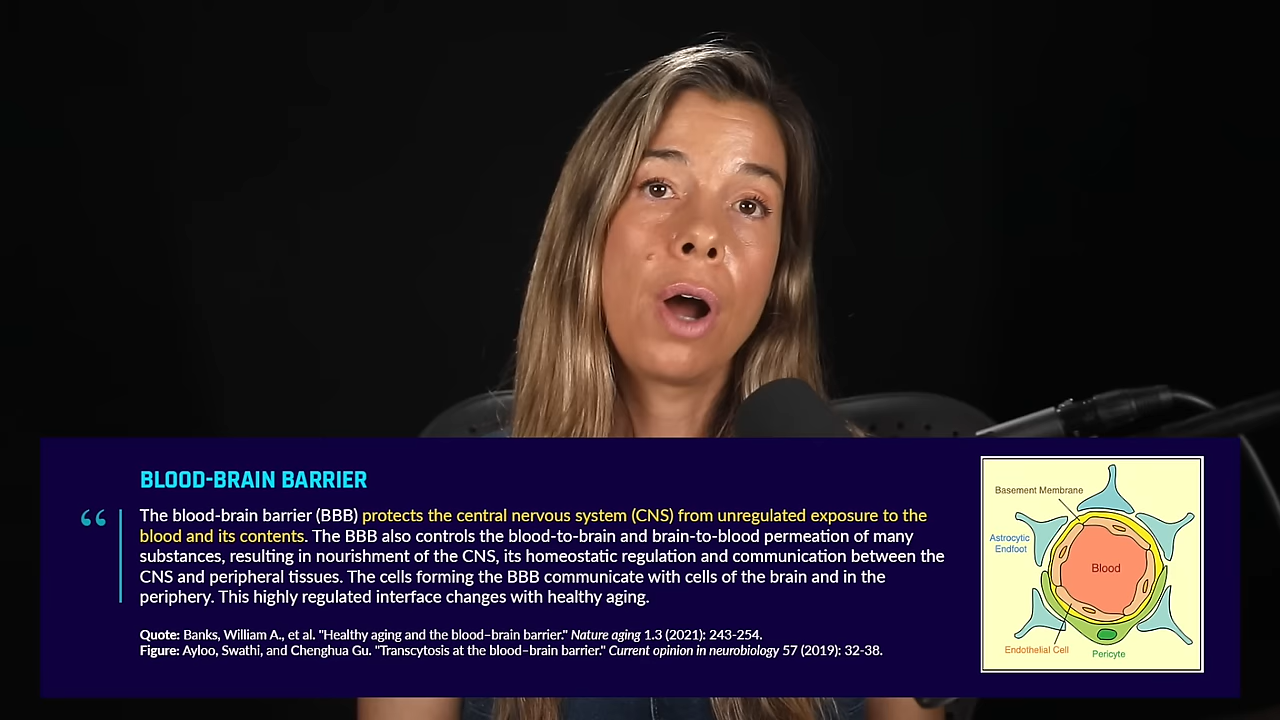 BLOOD-BRAIN BARRIER
“
The blood-brain barrier (BBB) protects the central nervous system (CNS) from unregulated exposure to the
blood and its contents. The BBB also controls the blood-to-brain and brain-to-blood permeation of many
substances, resulting in nourishment of the CNS, its homeostatic regulation and communication between the
CNS and peripheral tissues. The cells forming the BBB communicate with cells of the brain and in the
periphery. This highly regulated interface changes with healthy aging.
Quote: Banks, William A., et al. "Healthy aging and the blood–brain barrier." Nature aging 1.3 (2021): 243-254.
Figure: Ayloo, Swathi, and Chenghua Gu. "Transcytosis at the blood–brain barrier." Current opinion in neurobiology 57 (2019): 32-38.
Basement Membrane
Astrocytic
Endfoot
Blood
Endothelial Cell
Pericyte